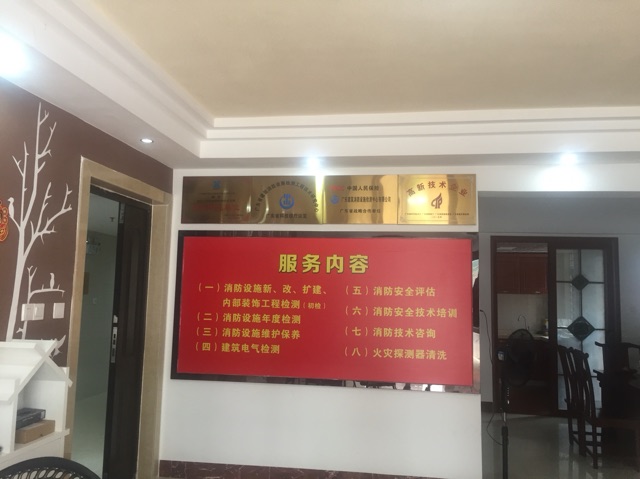 高新技术企业
中国人民保险
服务内容
（一）消防设施新、改、扩建、
内部装饰工程检测（初检）
（二）消防设施年度检测
（三）消防设施维护保养
（四）建筑电气检测
（五）消防安全评估
（六）消防安全技术培训
（七）消防技术咨询
（八）火灾探测器清洗